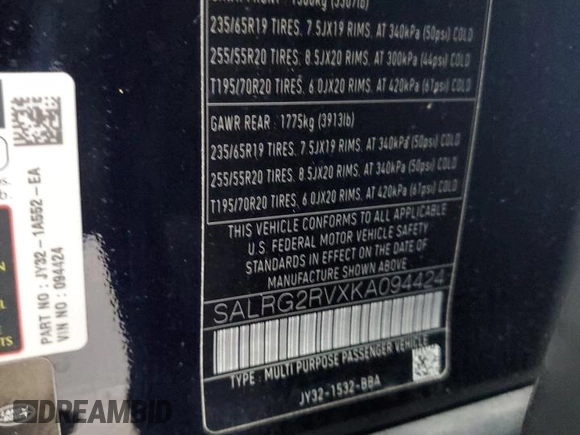 235/65R19 TIRES. 7.5JX19 RIMS. AT 340kPa (50psi) COLD
255/55R20 TIRES. 8.5JX20 RIMS. AT 300kPa (44psi) COLD
T195/70R20 TIRES. 6.0JX20 RIMS. AT 420kPa (61psi) COLD
GAWR REAR : 1775kg (3913lb)
235/65R19 TIRES. 7.5JX19 RIMS. AT 340kPa (50psi) COLD
255/55R20 TIRES. 8.5JX20 RIMS. AT 340kPa (50psi) COLD
T195/70R20 TIRES. 6.0JX20 RIMS. AT 420kPa (61psi) COLD
THIS VEHICLE CONFORMS TO ALL APPLICABLE
U.S. FEDERAL MOTOR VEHICLE SAFETY
STANDARDS IN EFFECT ON THE DATE OF
MANUFACTURE SHOWN ABOVE
SALRG2RVXKA094424
TYPE : MULTI PURPOSE PASSENGER VEHICLE
JY32-1532-BBA
PART NO : JY32-1A552-EA
VIN NO : 094424
DREAMBID